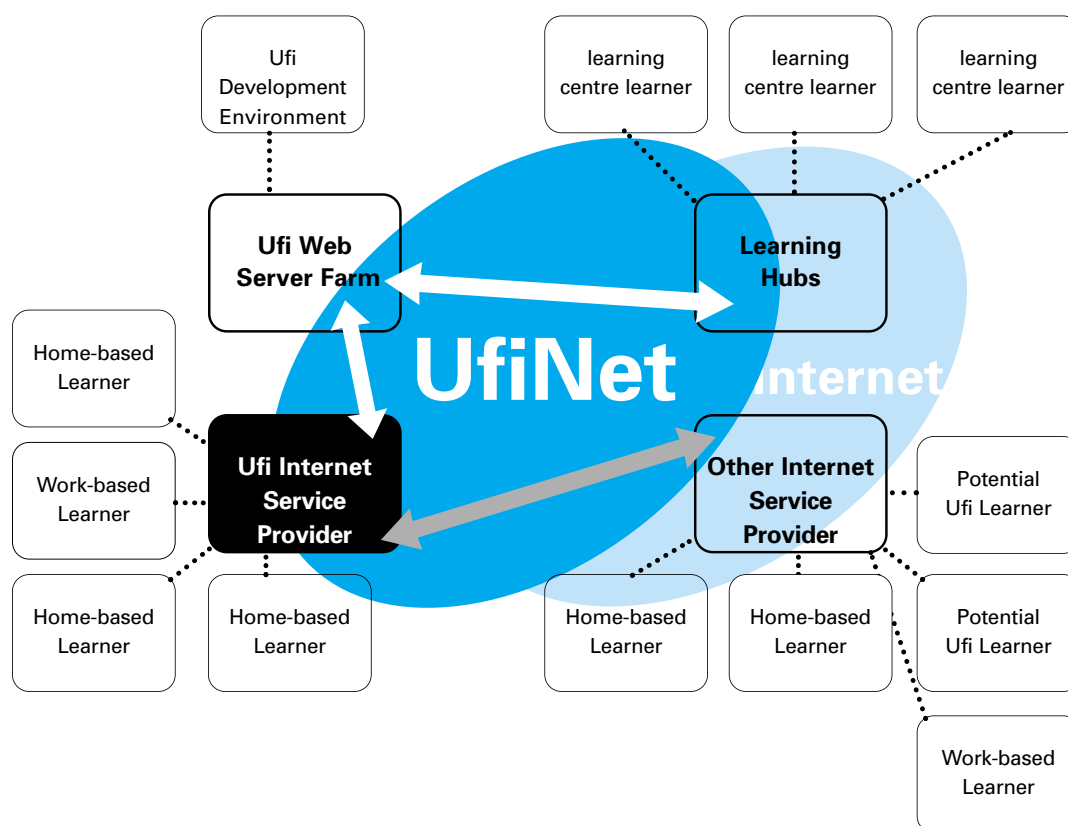 Ufi
Development
Environment
learning
centre learner
learning
centre learner
learning
centre learner
Ufi Web
Server Farm
Learning
Hubs
UfiNet
Internet
Home-based
Learner
Work-based
Learner
Home-based
Learner
Home-based
Learner
Ufi Internet
Service
Provider
Other Internet
Service
Provider
Home-based
Learner
Home-based
Learner
Potential
Ufi Learner
Potential
Ufi Learner
Work-based
Learner